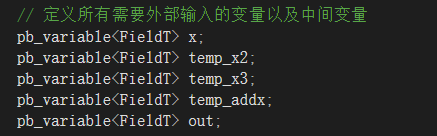 // 定义所有需要外部输入的变量以及中间变量
pb_variable<FieldT> x;
pb_variable<FieldT> temp_x2;
pb_variable<FieldT> temp_x3;
pb_variable<FieldT> temp_addx;
pb_variable<FieldT> out;